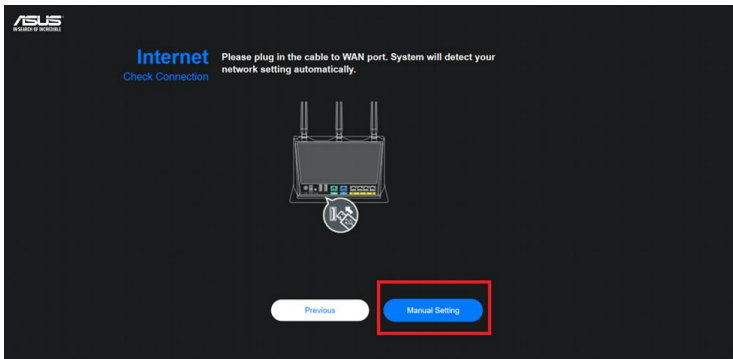 ASUS
IN SEARCH OF INCREDIBLE
Internet
Check Connection
Please plug in the cable to WAN port. System will detect your
network setting automatically.
Previous
Manual Setting